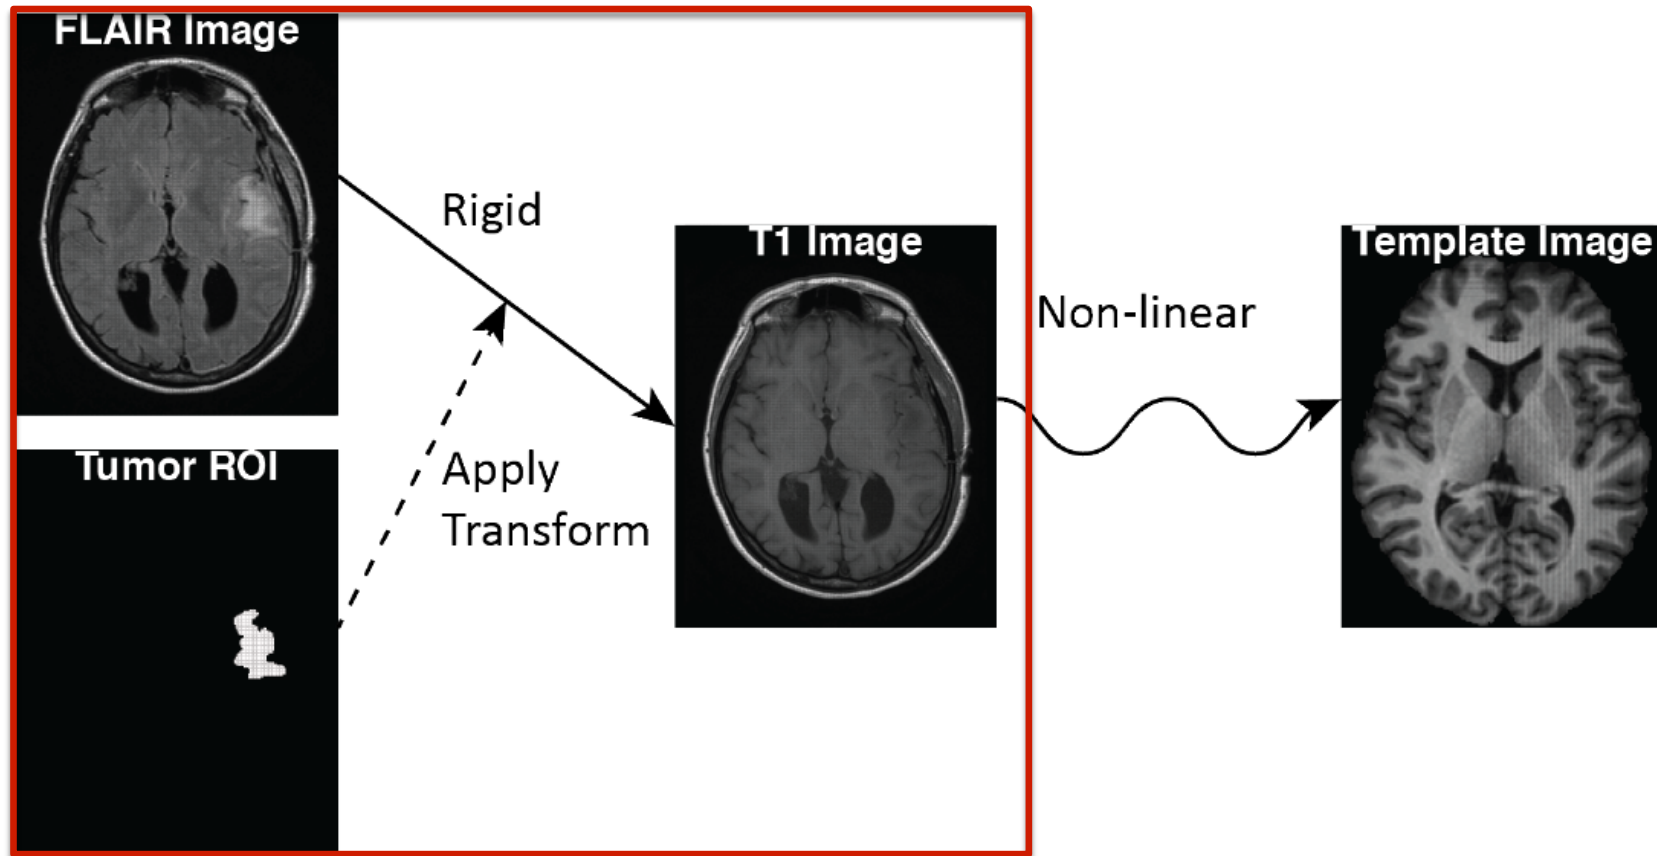 FLAIR Image
Rigid
T1 Image
Template Image
Non-linear
Tumor ROI
Apply
Transform